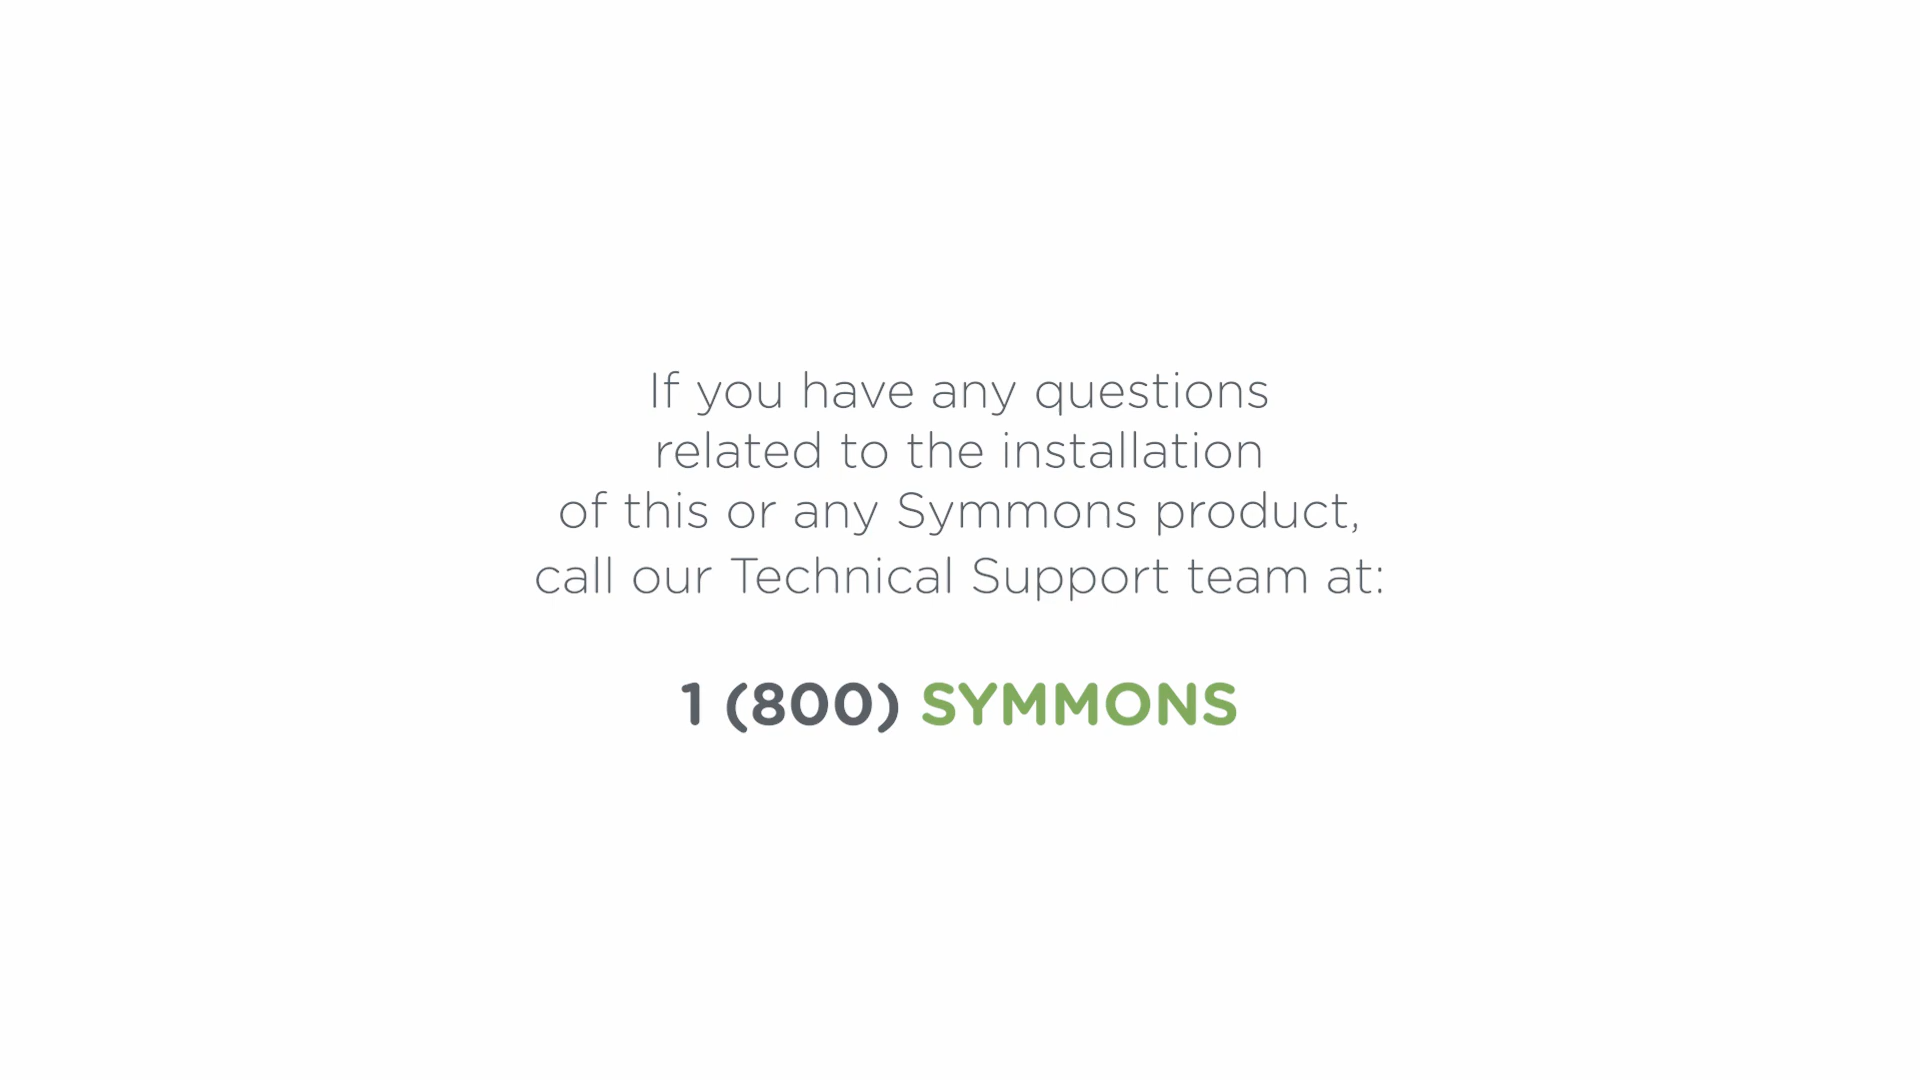 If you have any questions
related to the installation
of this or any Symmons product,
call our Technical Support team at:
1 (800) SYMMONS